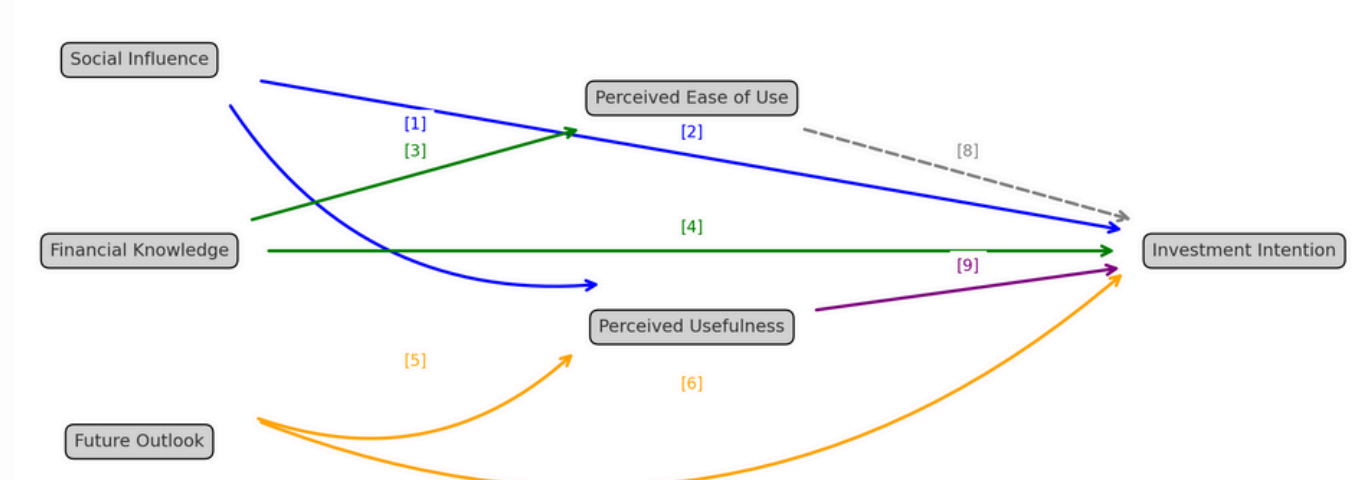 Social Influence
Perceived Ease of Use
[1]
[2]
[3]
[8]
[4]
Financial Knowledge
Investment Intention
[9]
Perceived Usefulness
[5]
[6]
Future Outlook